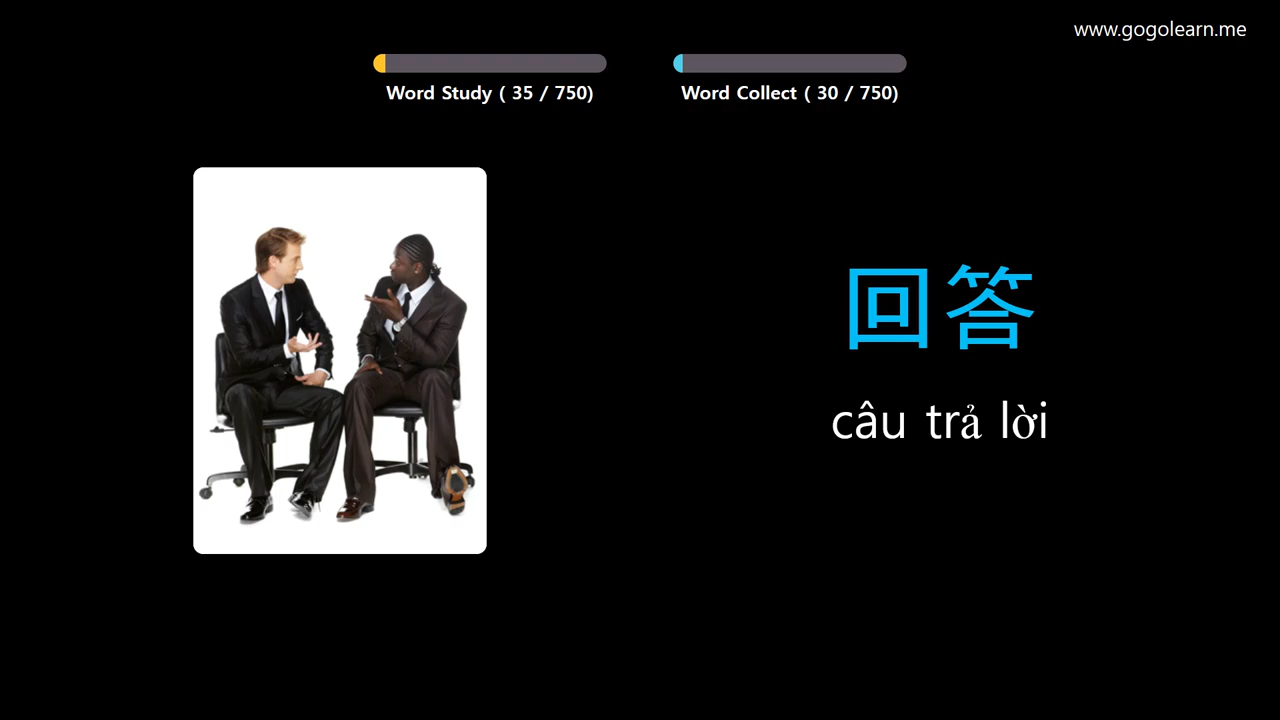 www.gogolearn.me
Word Study ( 35 / 750)
Word Collect ( 30 / 750)
回答
câu trả lời